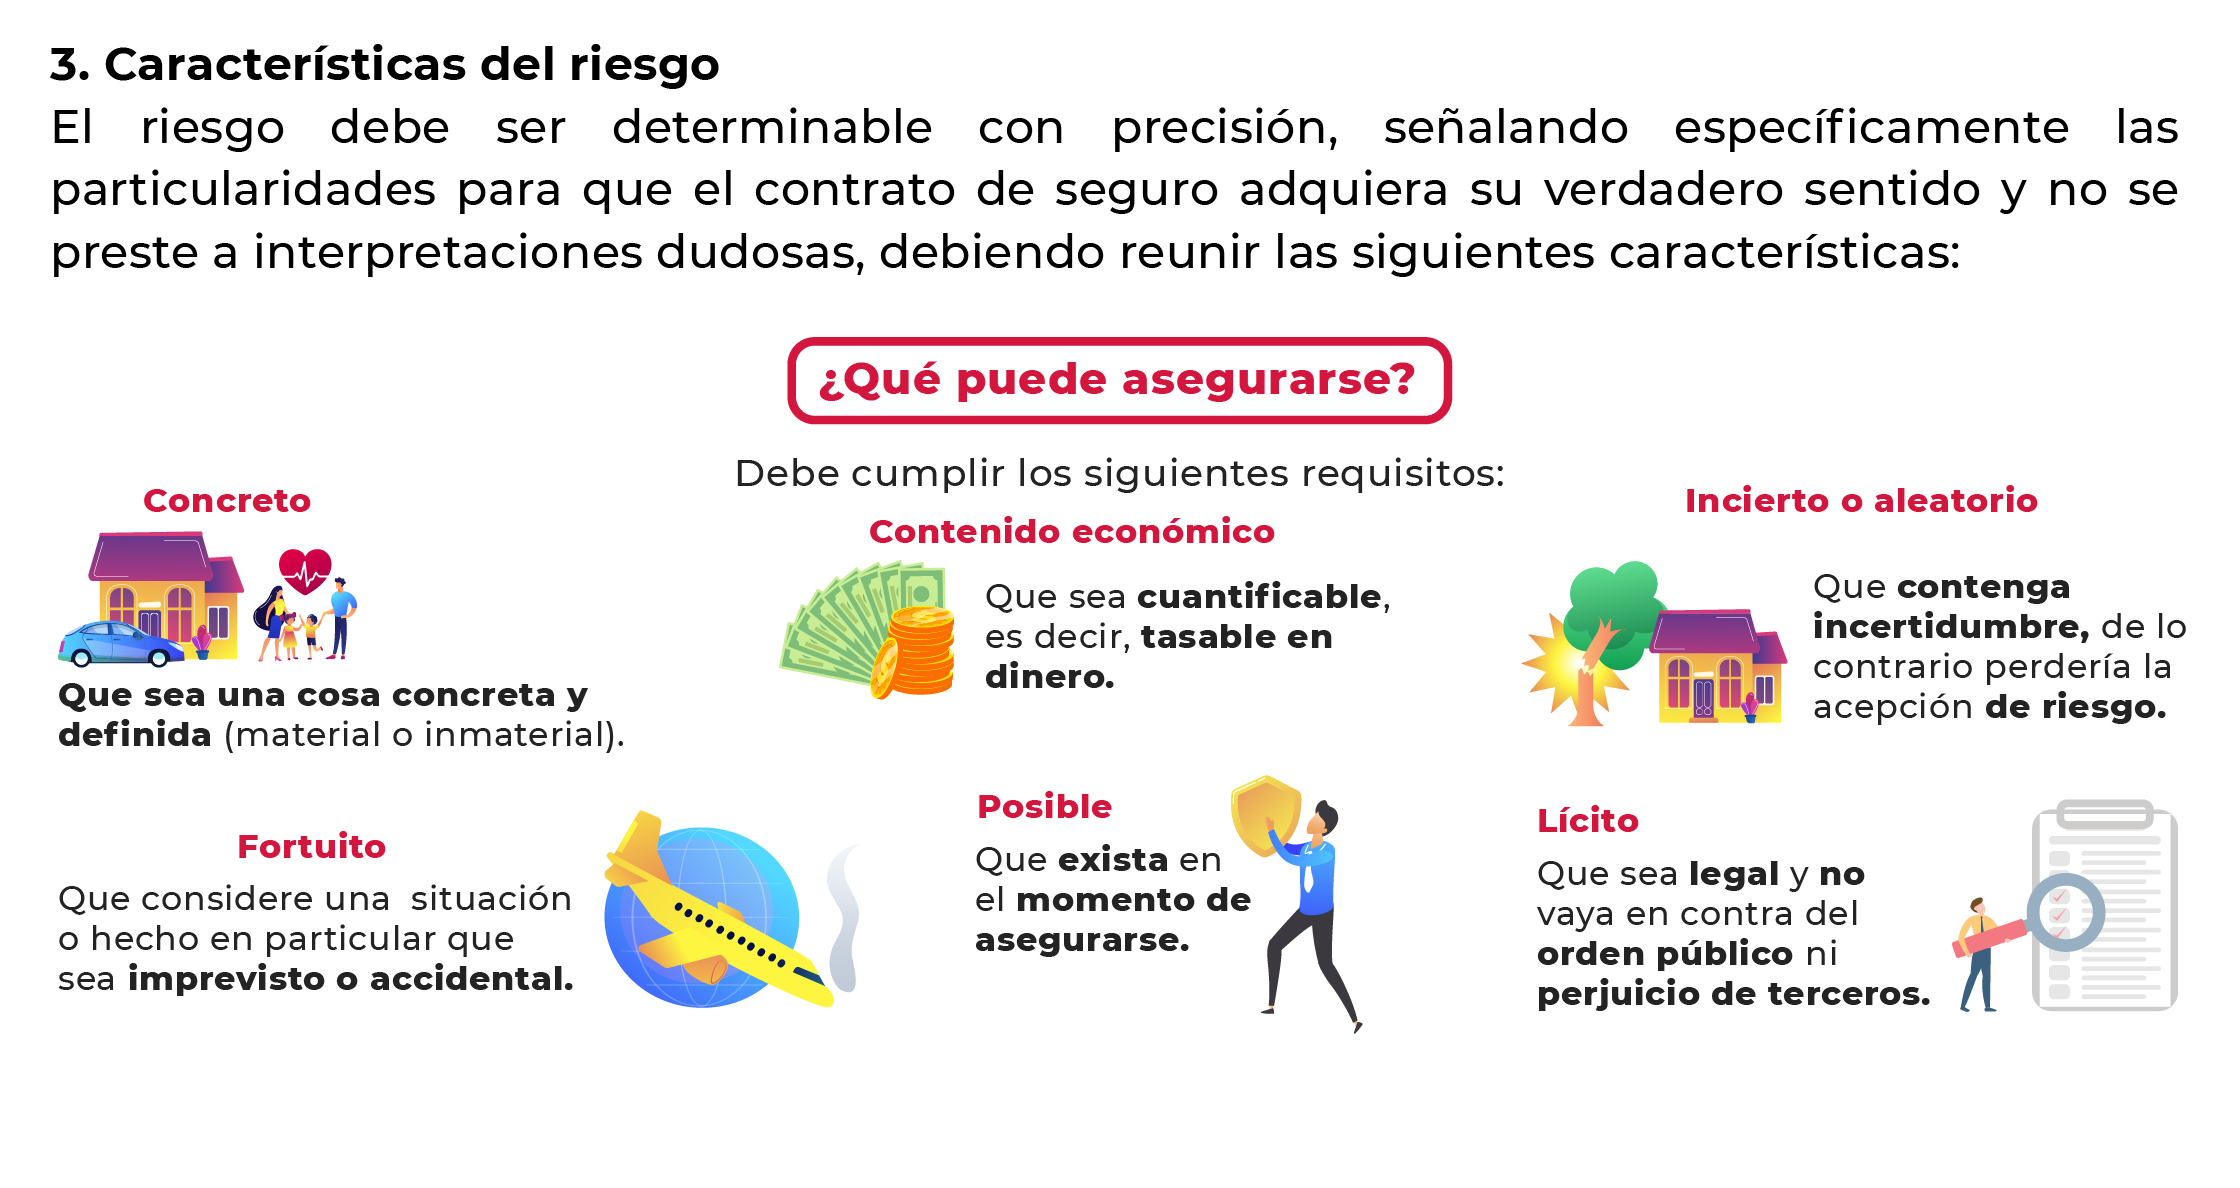 3. Características del riesgo
El riesgo debe ser determinable con precisión, señalando específicamente las
particularidades para que el contrato de seguro adquiera su verdadero sentido y no se
preste a interpretaciones dudosas, debiendo reunir las siguientes características:
¿Qué puede asegurarse?
Debe cumplir los siguientes requisitos:
Concreto
Que sea una cosa concreta y
definida (material o inmaterial).
Contenido económico
Que sea cuantificable,
es decir, tasable en
dinero.
Incierto o aleatorio
Que contenga
incertidumbre, de lo
contrario perdería la
acepción de riesgo.
Fortuito
Que considere una situación
o hecho en particular que
sea imprevisto o accidental.
Posible
Que exista en
el momento de
asegurarse.
Lícito
Que sea legal y no
vaya en contra del
orden público ni
perjuicio de terceros.